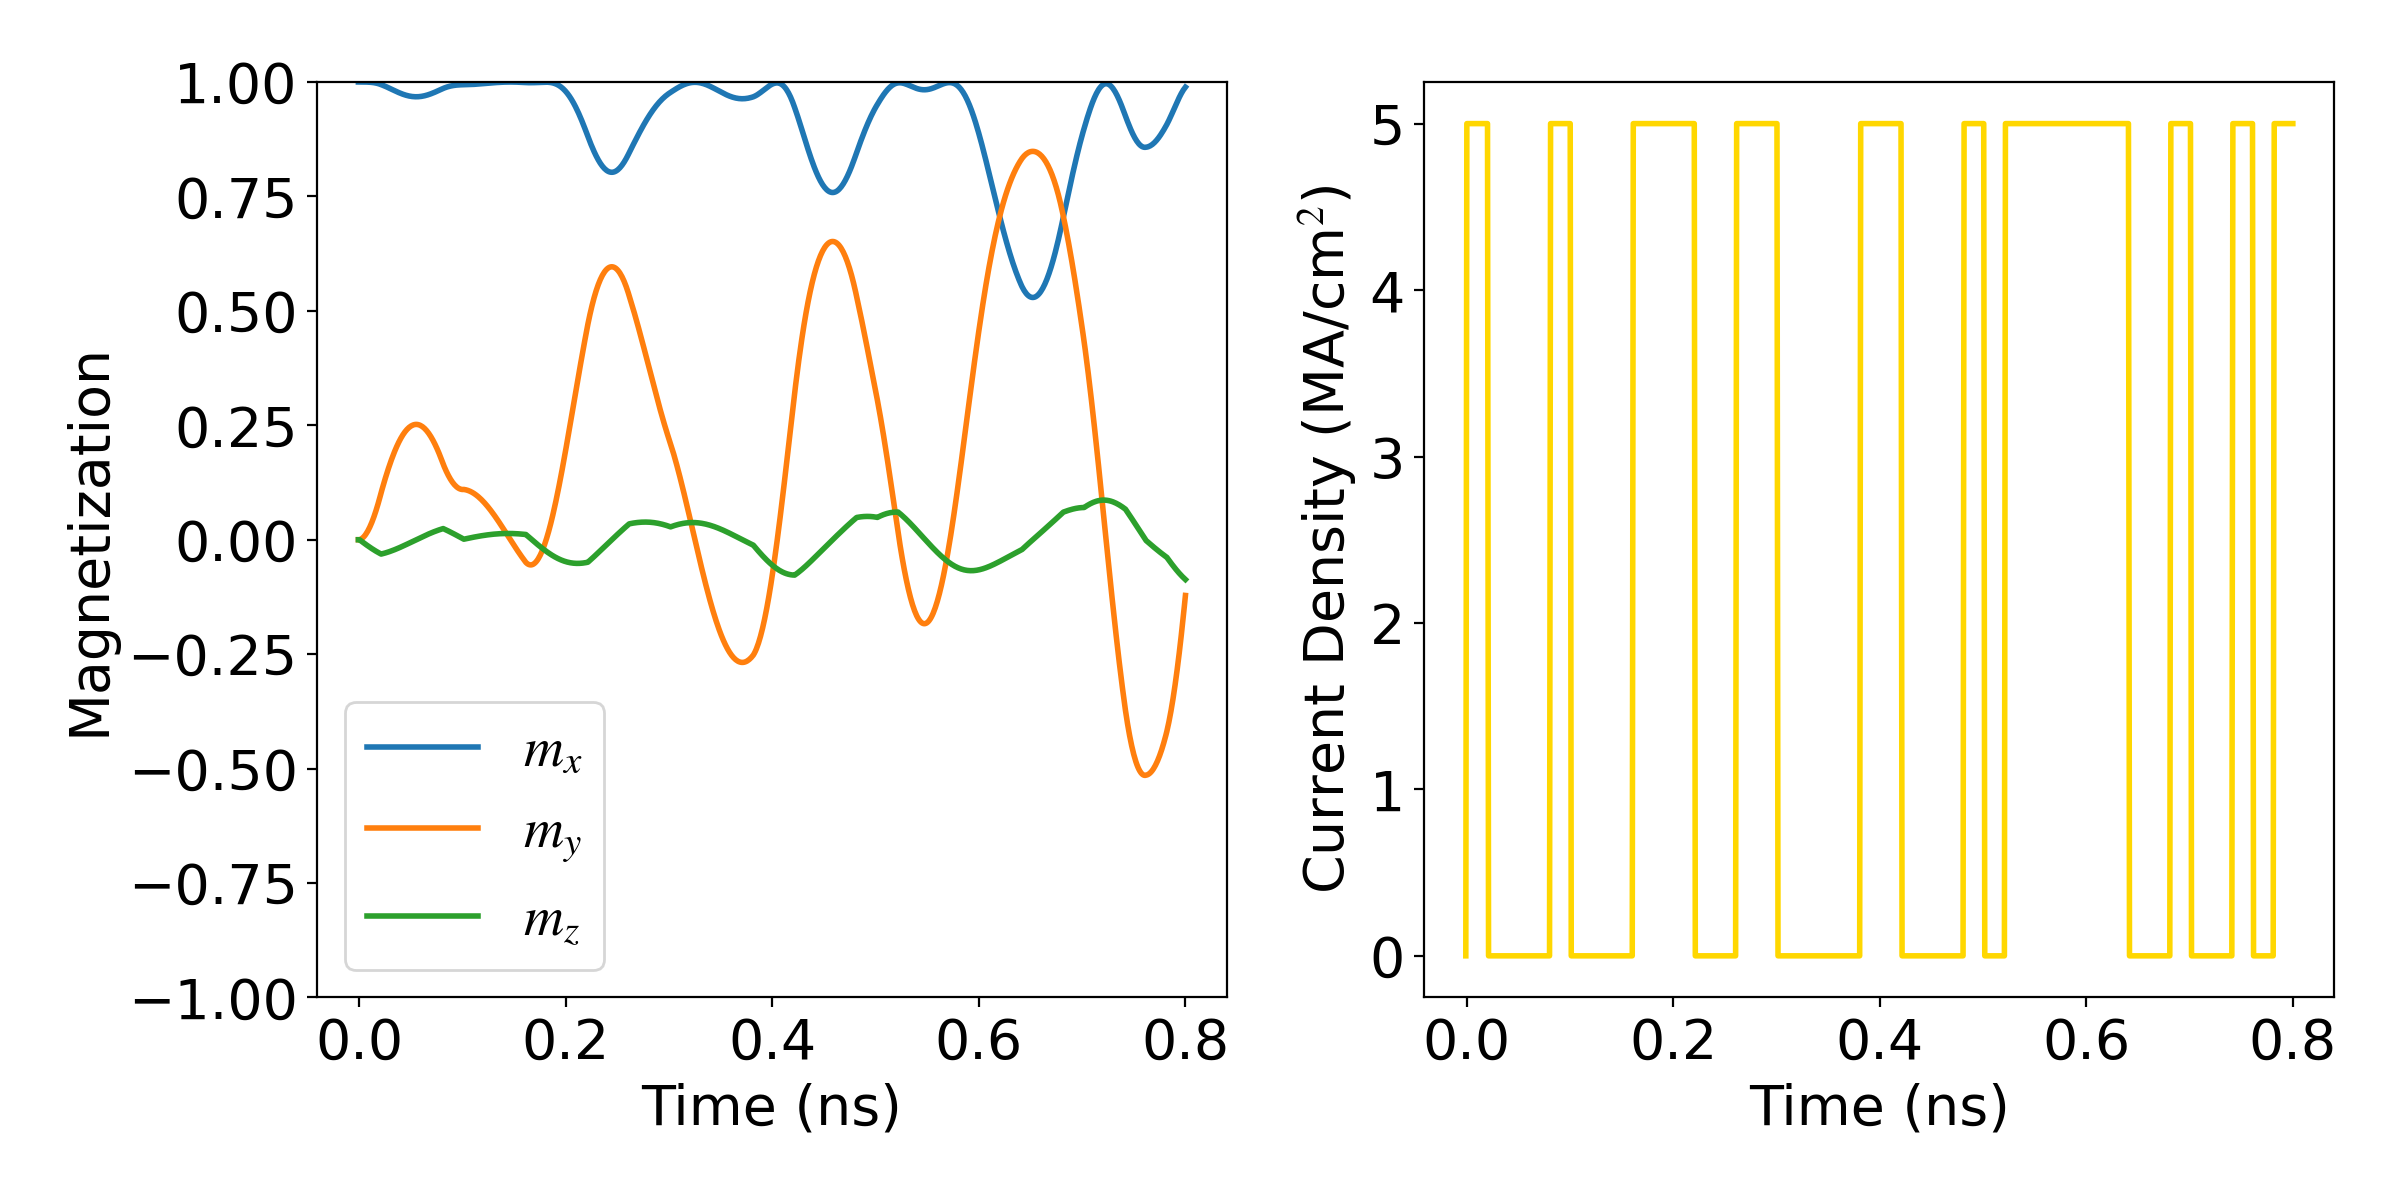 Magnetization
1.00
0.75
0.50
0.25
0.00
−0.25
−0.50
−0.75
−1.00
m_x
m_y
m_z
0.0 0.2 0.4 0.6 0.8
Time (ns)
Current Density (MA/cm²)
5
4
3
2
1
0
0.0 0.2 0.4 0.6 0.8
Time (ns)